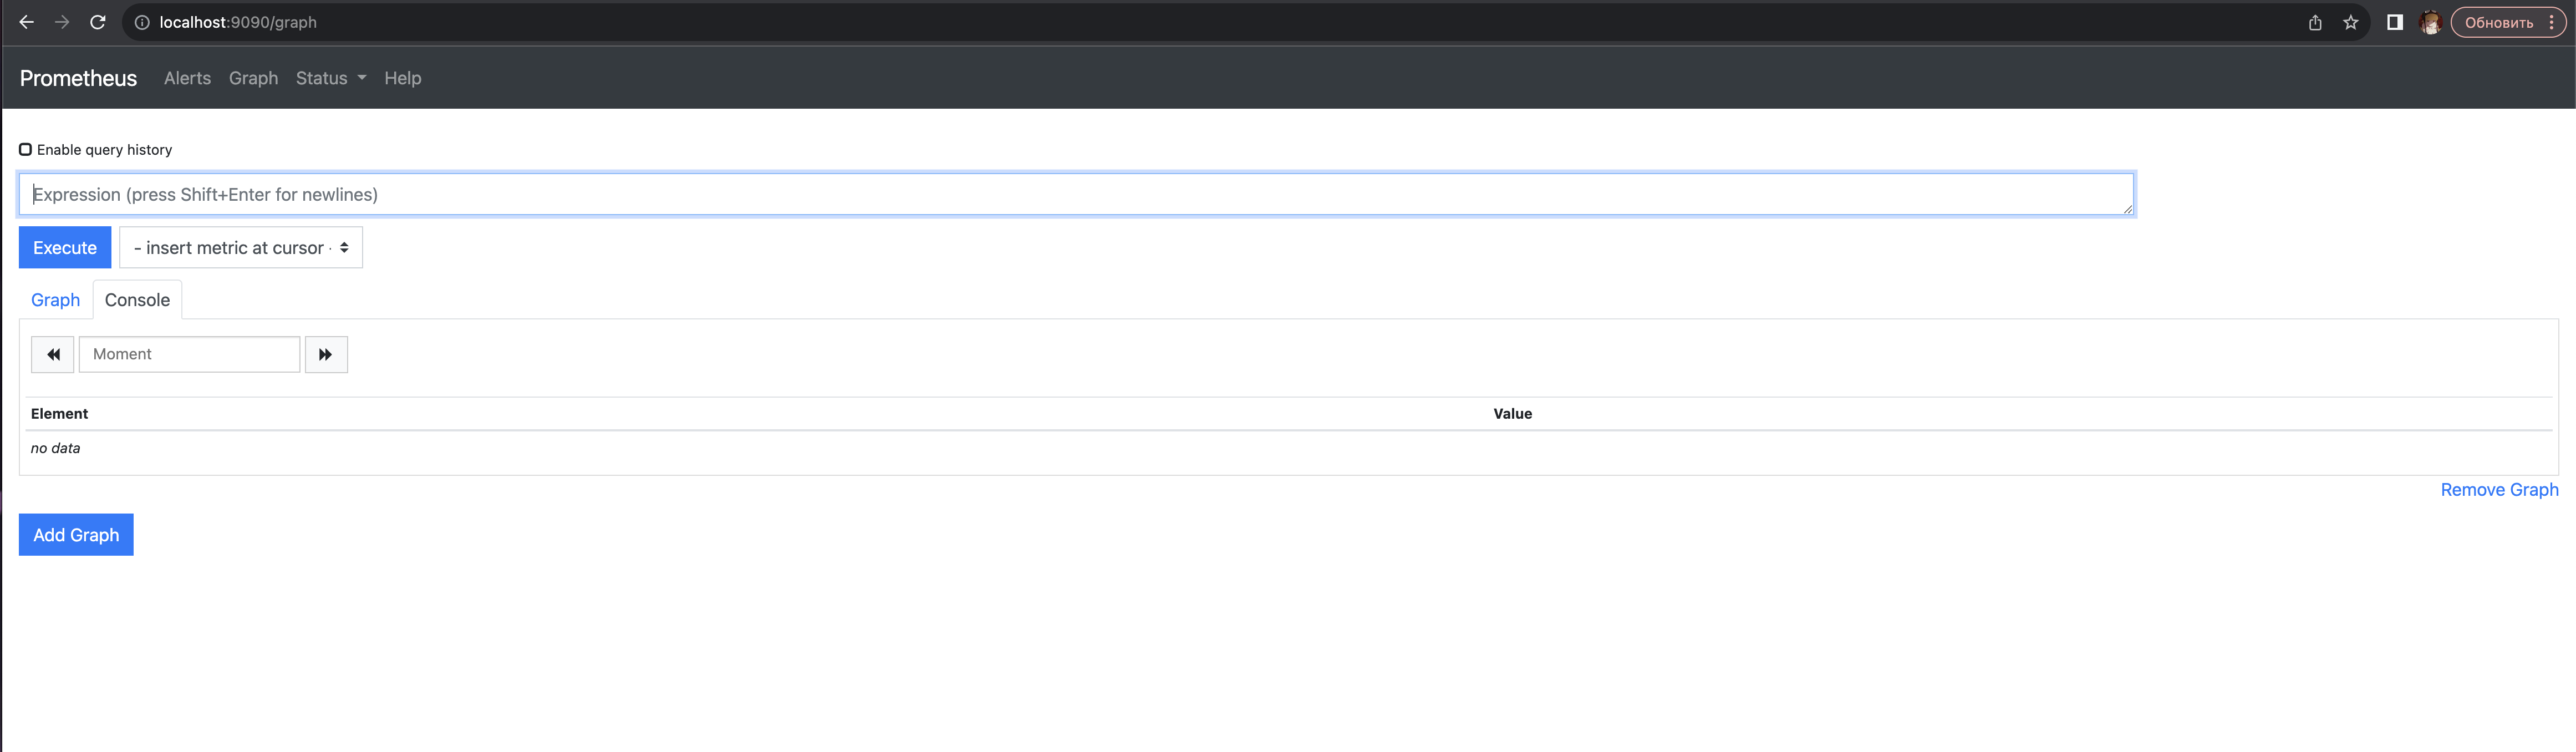 localhost:9090/graph
Обновить
Prometheus Alerts Graph Status Help
Enable query history
Expression (press Shift+Enter for newlines)
Execute - insert metric at cursor -
Graph Console
Moment
Element Value
no data
Remove Graph
Add Graph